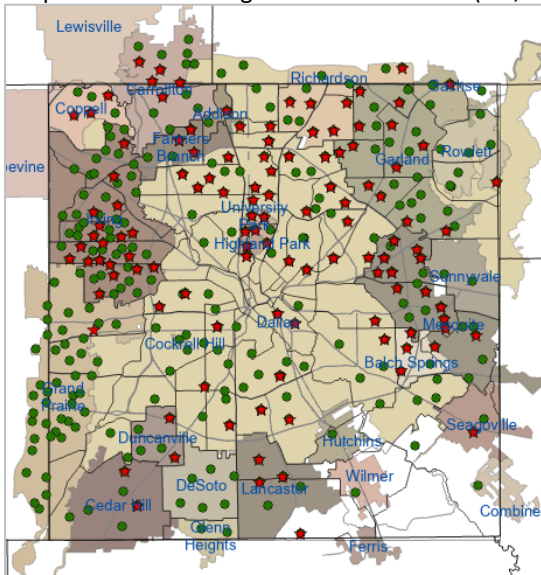 Lewisville
Richardson
Carrollton
Sachse
Coppell
Addison
Farmers
Branch
Garland
Rowlett
evine
University
Park
Irving
Highland Park
Sunnyvale
Dallas
Mesquite
Cockrell Hill
Balch Springs
Grand
Prairie
Seagoville
Duncanville
Hutchins
DeSoto
Wilmer
Lancaster
Cedar Hill
Combine
Glenn
Heights
Ferris